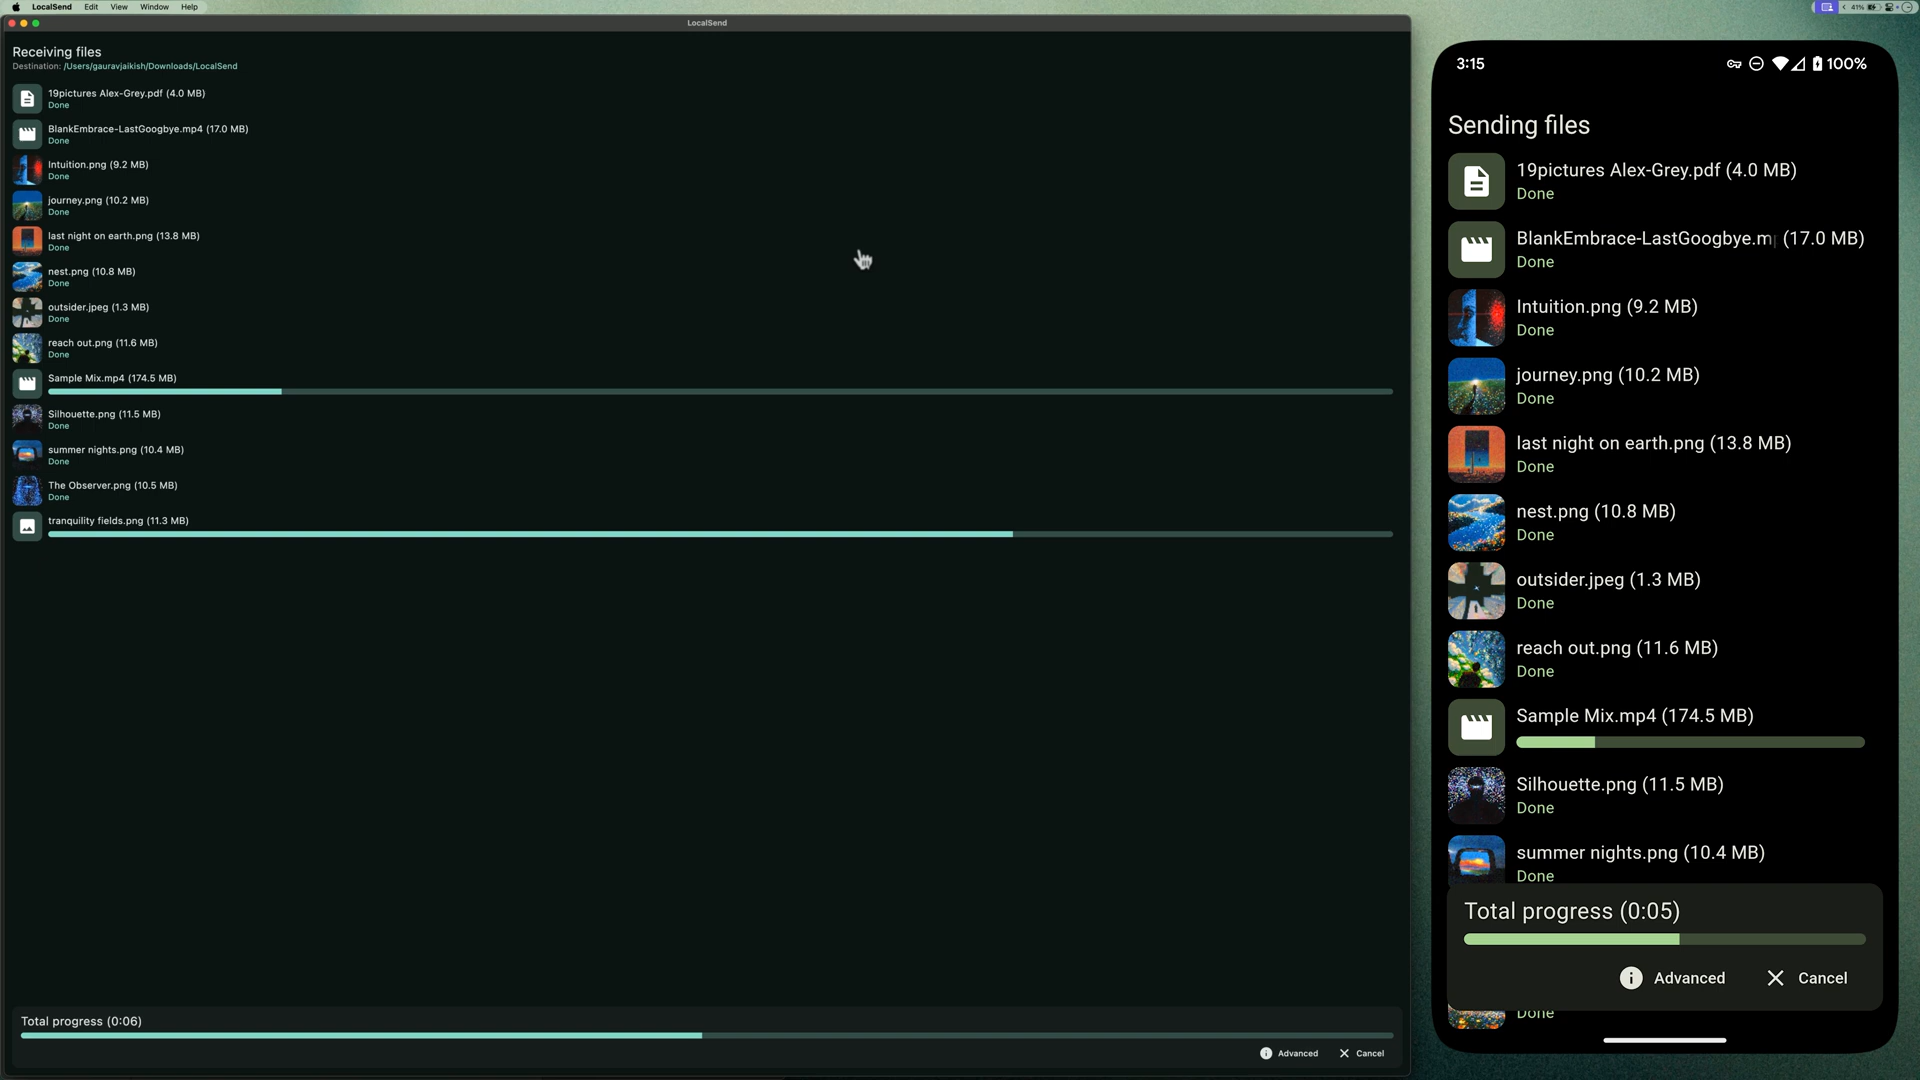 LocalSend Edit View Window Help
41%
LocalSend
Receiving files
Destination: /Users/gauravjaikish/Downloads/LocalSend
19pictures Alex-Grey.pdf (4.0 MB)
Done
BlankEmbrace-LastGoogbye.mp4 (17.0 MB)
Done
Intuition.png (9.2 MB)
Done
journey.png (10.2 MB)
Done
last night on earth.png (13.8 MB)
Done
nest.png (10.8 MB)
Done
outsider.jpeg (1.3 MB)
Done
reach out.png (11.6 MB)
Done
Sample Mix.mp4 (174.5 MB)
Silhouette.png (11.5 MB)
Done
summer nights.png (10.4 MB)
Done
The Observer.png (10.5 MB)
Done
tranquility fields.png (11.3 MB)
Total progress (0:06)
Advanced Cancel
3:15 100%
Sending files
19pictures Alex-Grey.pdf (4.0 MB)
Done
BlankEmbrace-LastGoogbye.m (17.0 MB)
Done
Intuition.png (9.2 MB)
Done
journey.png (10.2 MB)
Done
last night on earth.png (13.8 MB)
Done
nest.png (10.8 MB)
Done
outsider.jpeg (1.3 MB)
Done
reach out.png (11.6 MB)
Done
Sample Mix.mp4 (174.5 MB)
Silhouette.png (11.5 MB)
Done
summer nights.png (10.4 MB)
Done
Total progress (0:05)
Advanced Cancel
Done